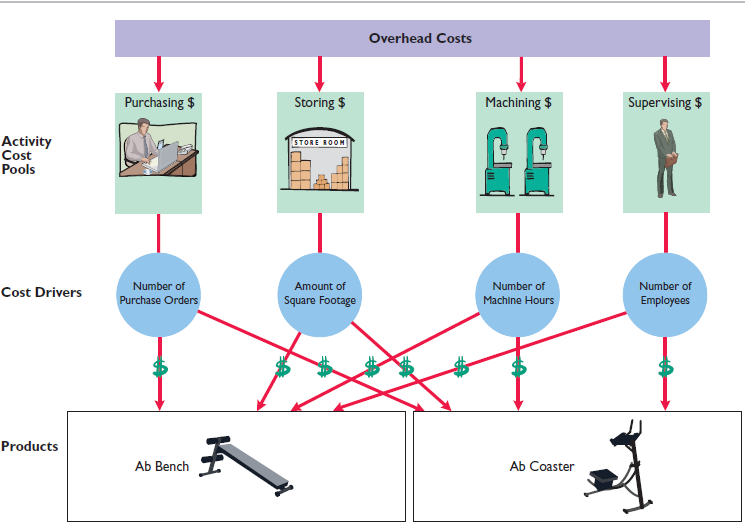 Overhead Costs
Activity
Cost
Pools
Purchasing $
Storing $
Machining $
Supervising $
STORE ROOM
Cost Drivers
Number of
Purchase Orders
Amount of
Square Footage
Number of
Machine Hours
Number of
Employees
$ $ $ $ $ $ $ $
Products
Ab Bench
Ab Coaster